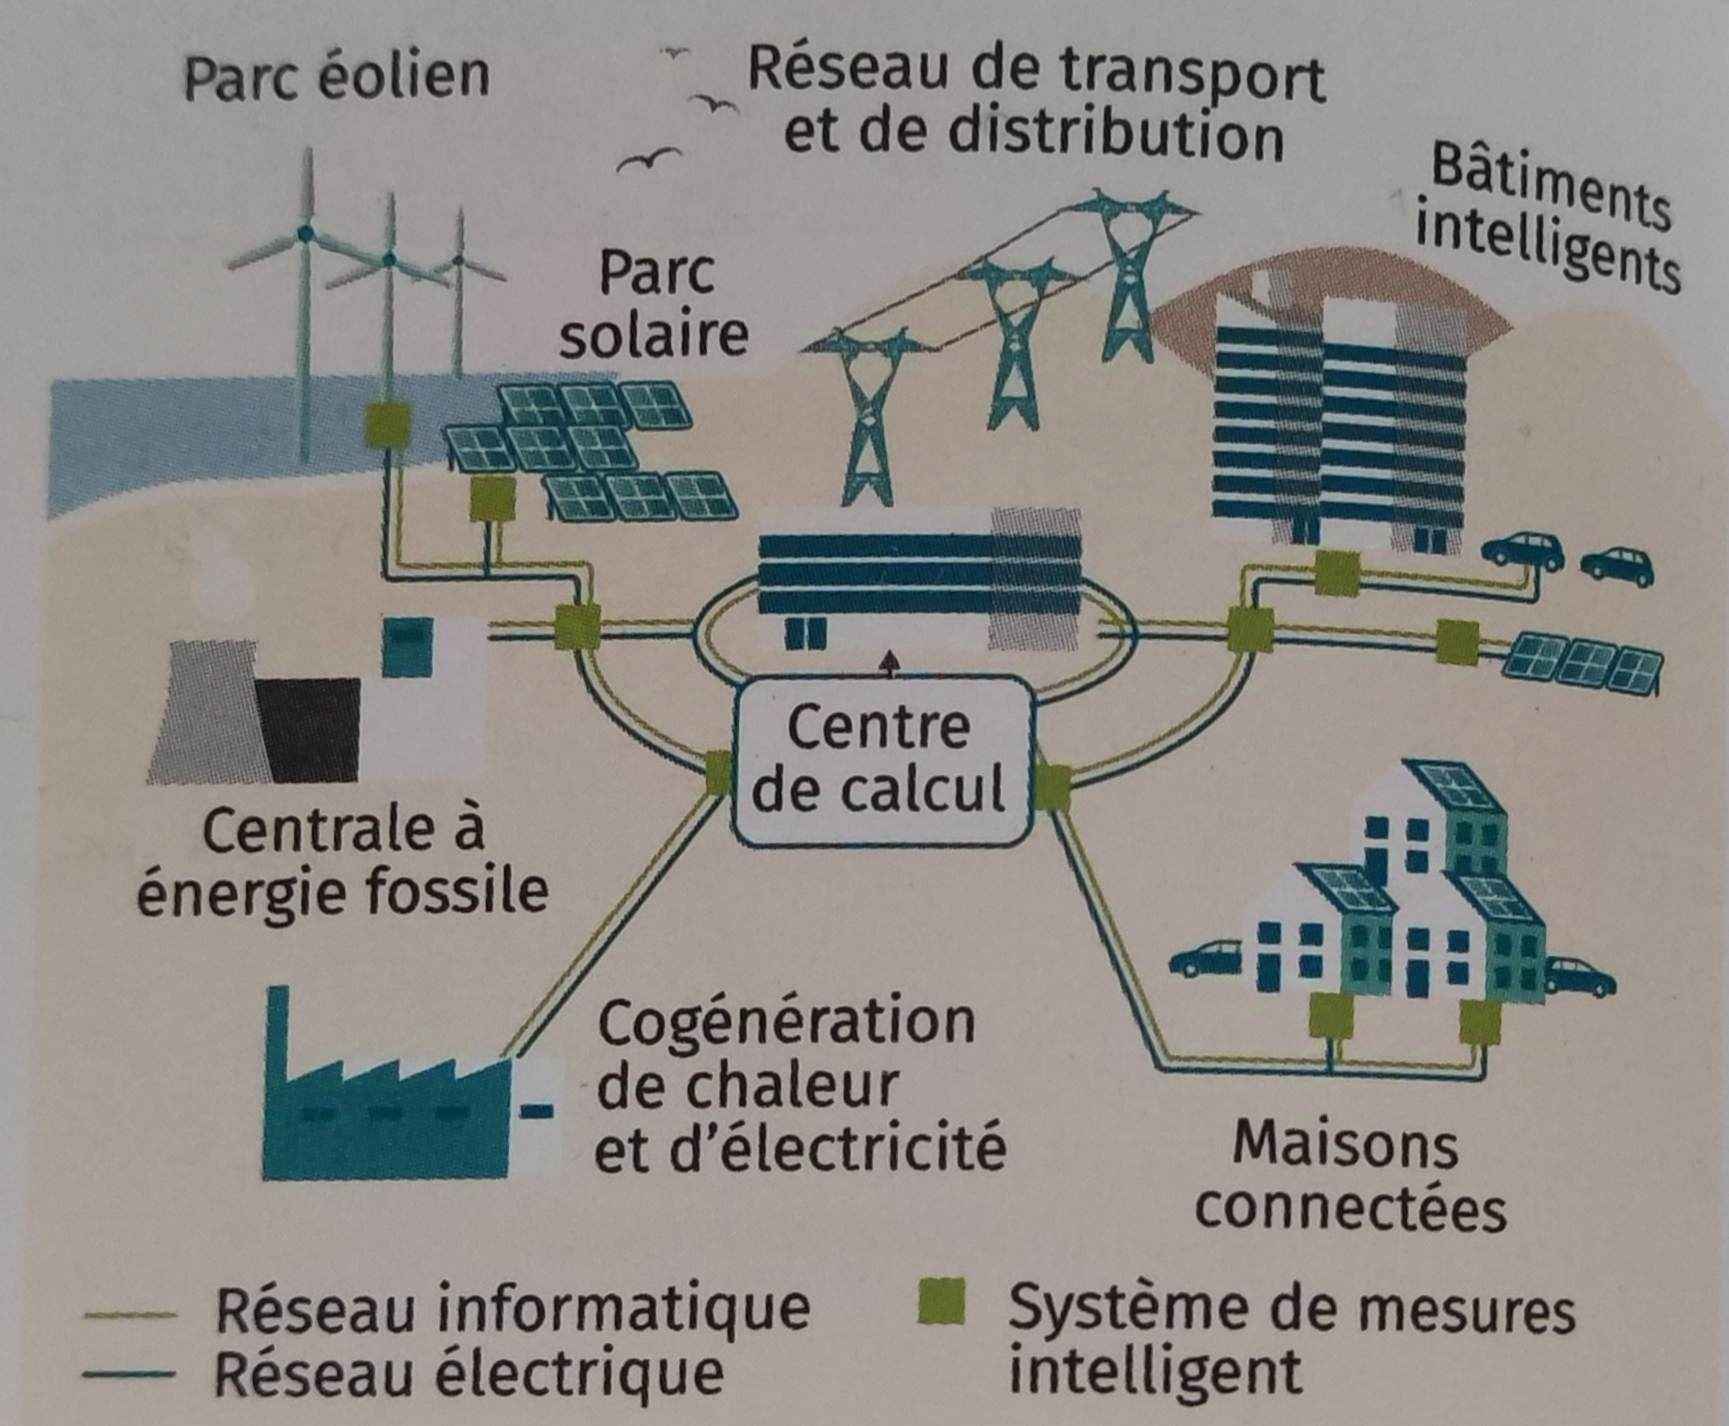 Parc éolien
Réseau de transport
et de distribution
Bâtiments
intelligents
Parc
solaire
Centre
de calcul
Centrale à
énergie fossile
Cogénération
de chaleur
et d'électricité
Maisons
connectées
Réseau informatique
Réseau électrique
Système de mesures
intelligent